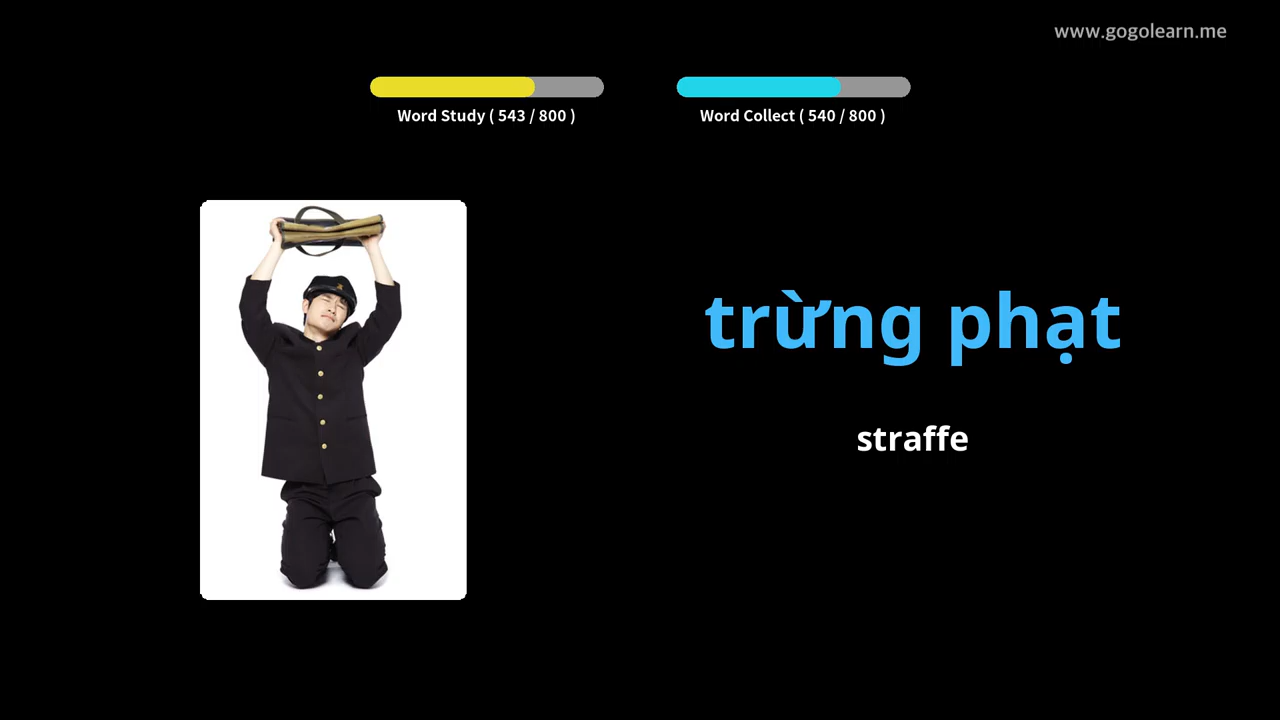 www.gogolearn.me
Word Study ( 543 / 800 )
Word Collect ( 540 / 800 )
trừng phạt
straffe